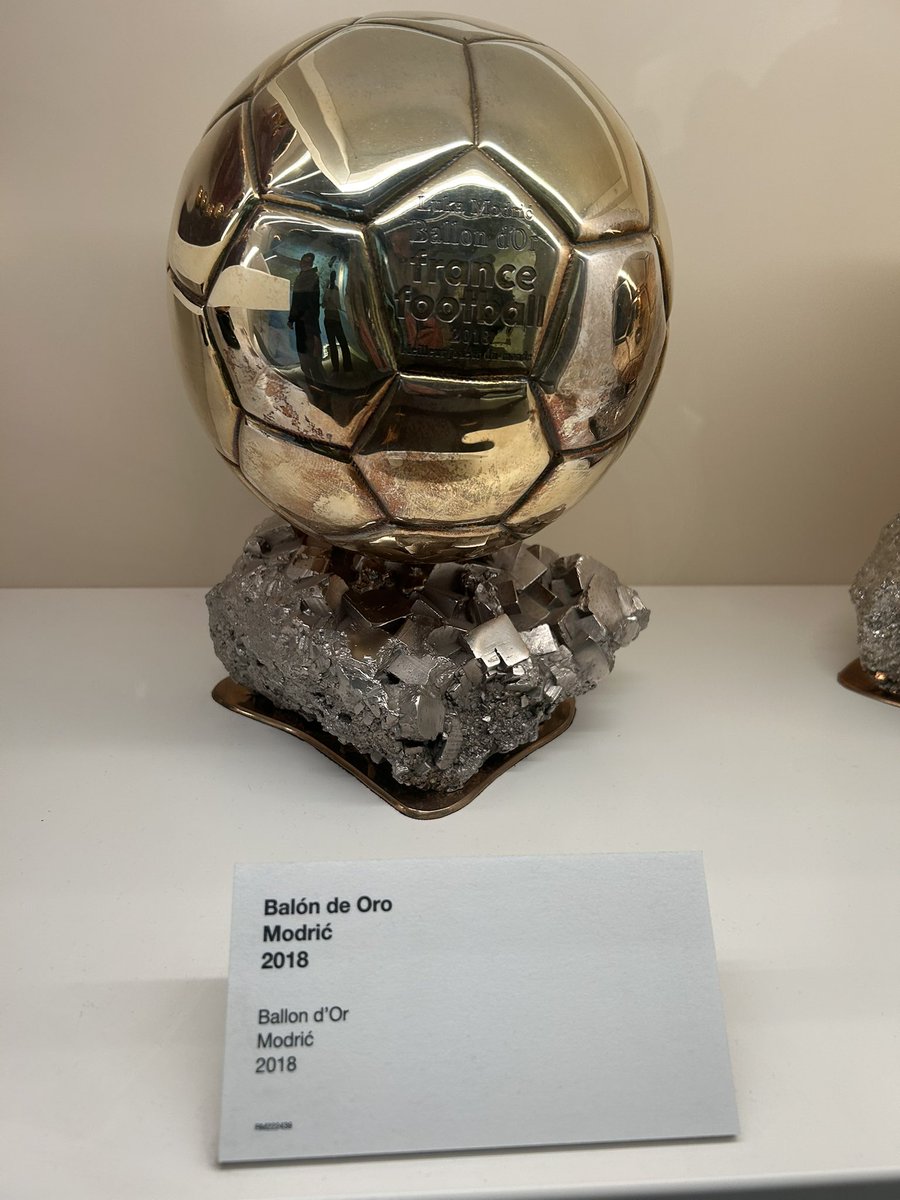 Luka Modrić
Ballon d'Or
france
football
2018
Balón de Oro
Modrić
2018
Ballon d'Or
Modrić
2018